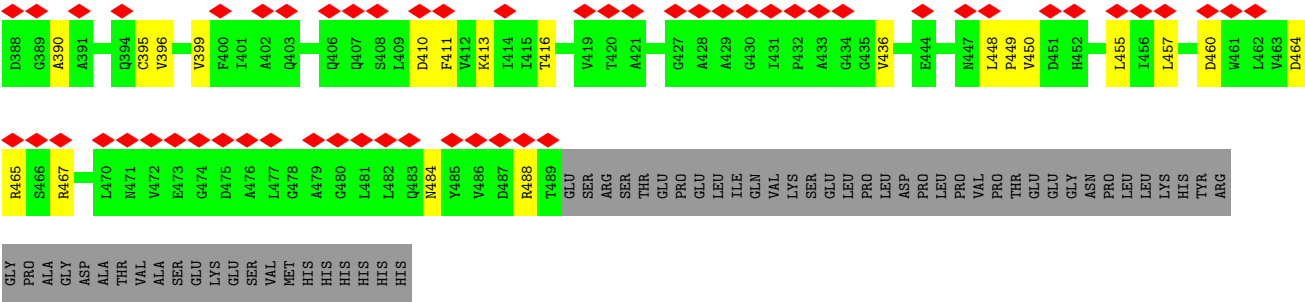 D388 G389 A390 A391 Q394 C395 V396 V399 F400 I401 A402 Q403 Q406 Q407 S408 L409 D410 F411 V412 K413 I414 I415 T416 V419 T420 A421 G427 A428 A429 G430 I431 P432 A433 G434 G435 V436 E444 N447 L448 P449 V450 D451 H452 L455 I456 L457 D460 W461 L462 V463 D464
R465 S466 R467 L470 N471 V472 E473 G474 D475 A476 L477 G478 A479 G480 L481 L482 Q483 N484 Y485 V486 D487 R488 T489 GLU SER ARG SER THR GLU PRO GLU LEU ILE GLN VAL LYS SER GLU LEU PRO LEU ASP PRO LEU PRO VAL PRO THR GLU GLU GLY ASN PRO LEU LEU LYS HIS TYR ARG
GLY PRO ALA GLY ASP ALA THR VAL ALA SER GLU LYS GLU SER VAL MET HIS HIS HIS HIS HIS HIS